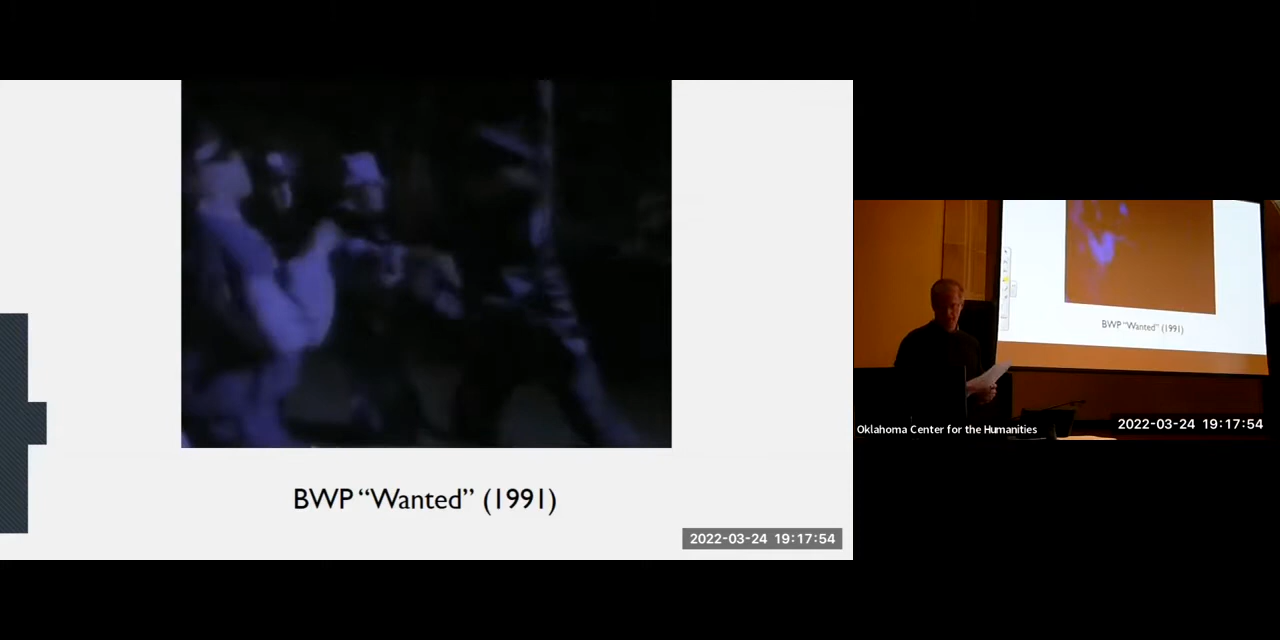 BWP “Wanted” (1991)
2022-03-24 19:17:54
BWP “Wanted” (1991)
Oklahoma Center for the Humanities
2022-03-24 19:17:54